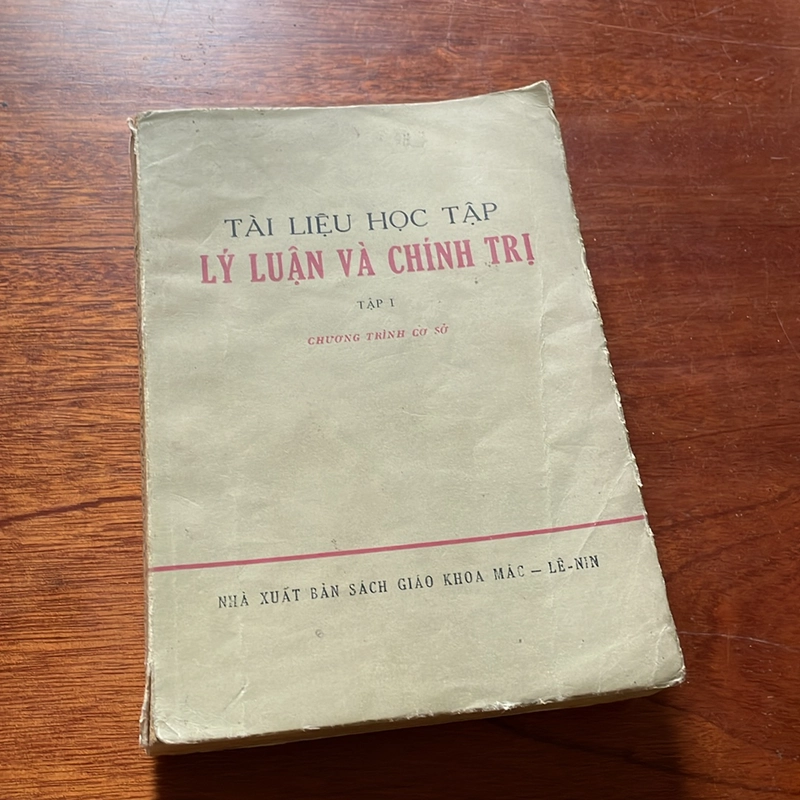 TÀI LIỆU HỌC TẬP
LÝ LUẬN VÀ CHÍNH TRỊ
TẬP I
CHƯƠNG TRÌNH CƠ SỞ
NHÀ XUẤT BẢN SÁCH GIÁO KHOA MÁC – LÊ-NIN